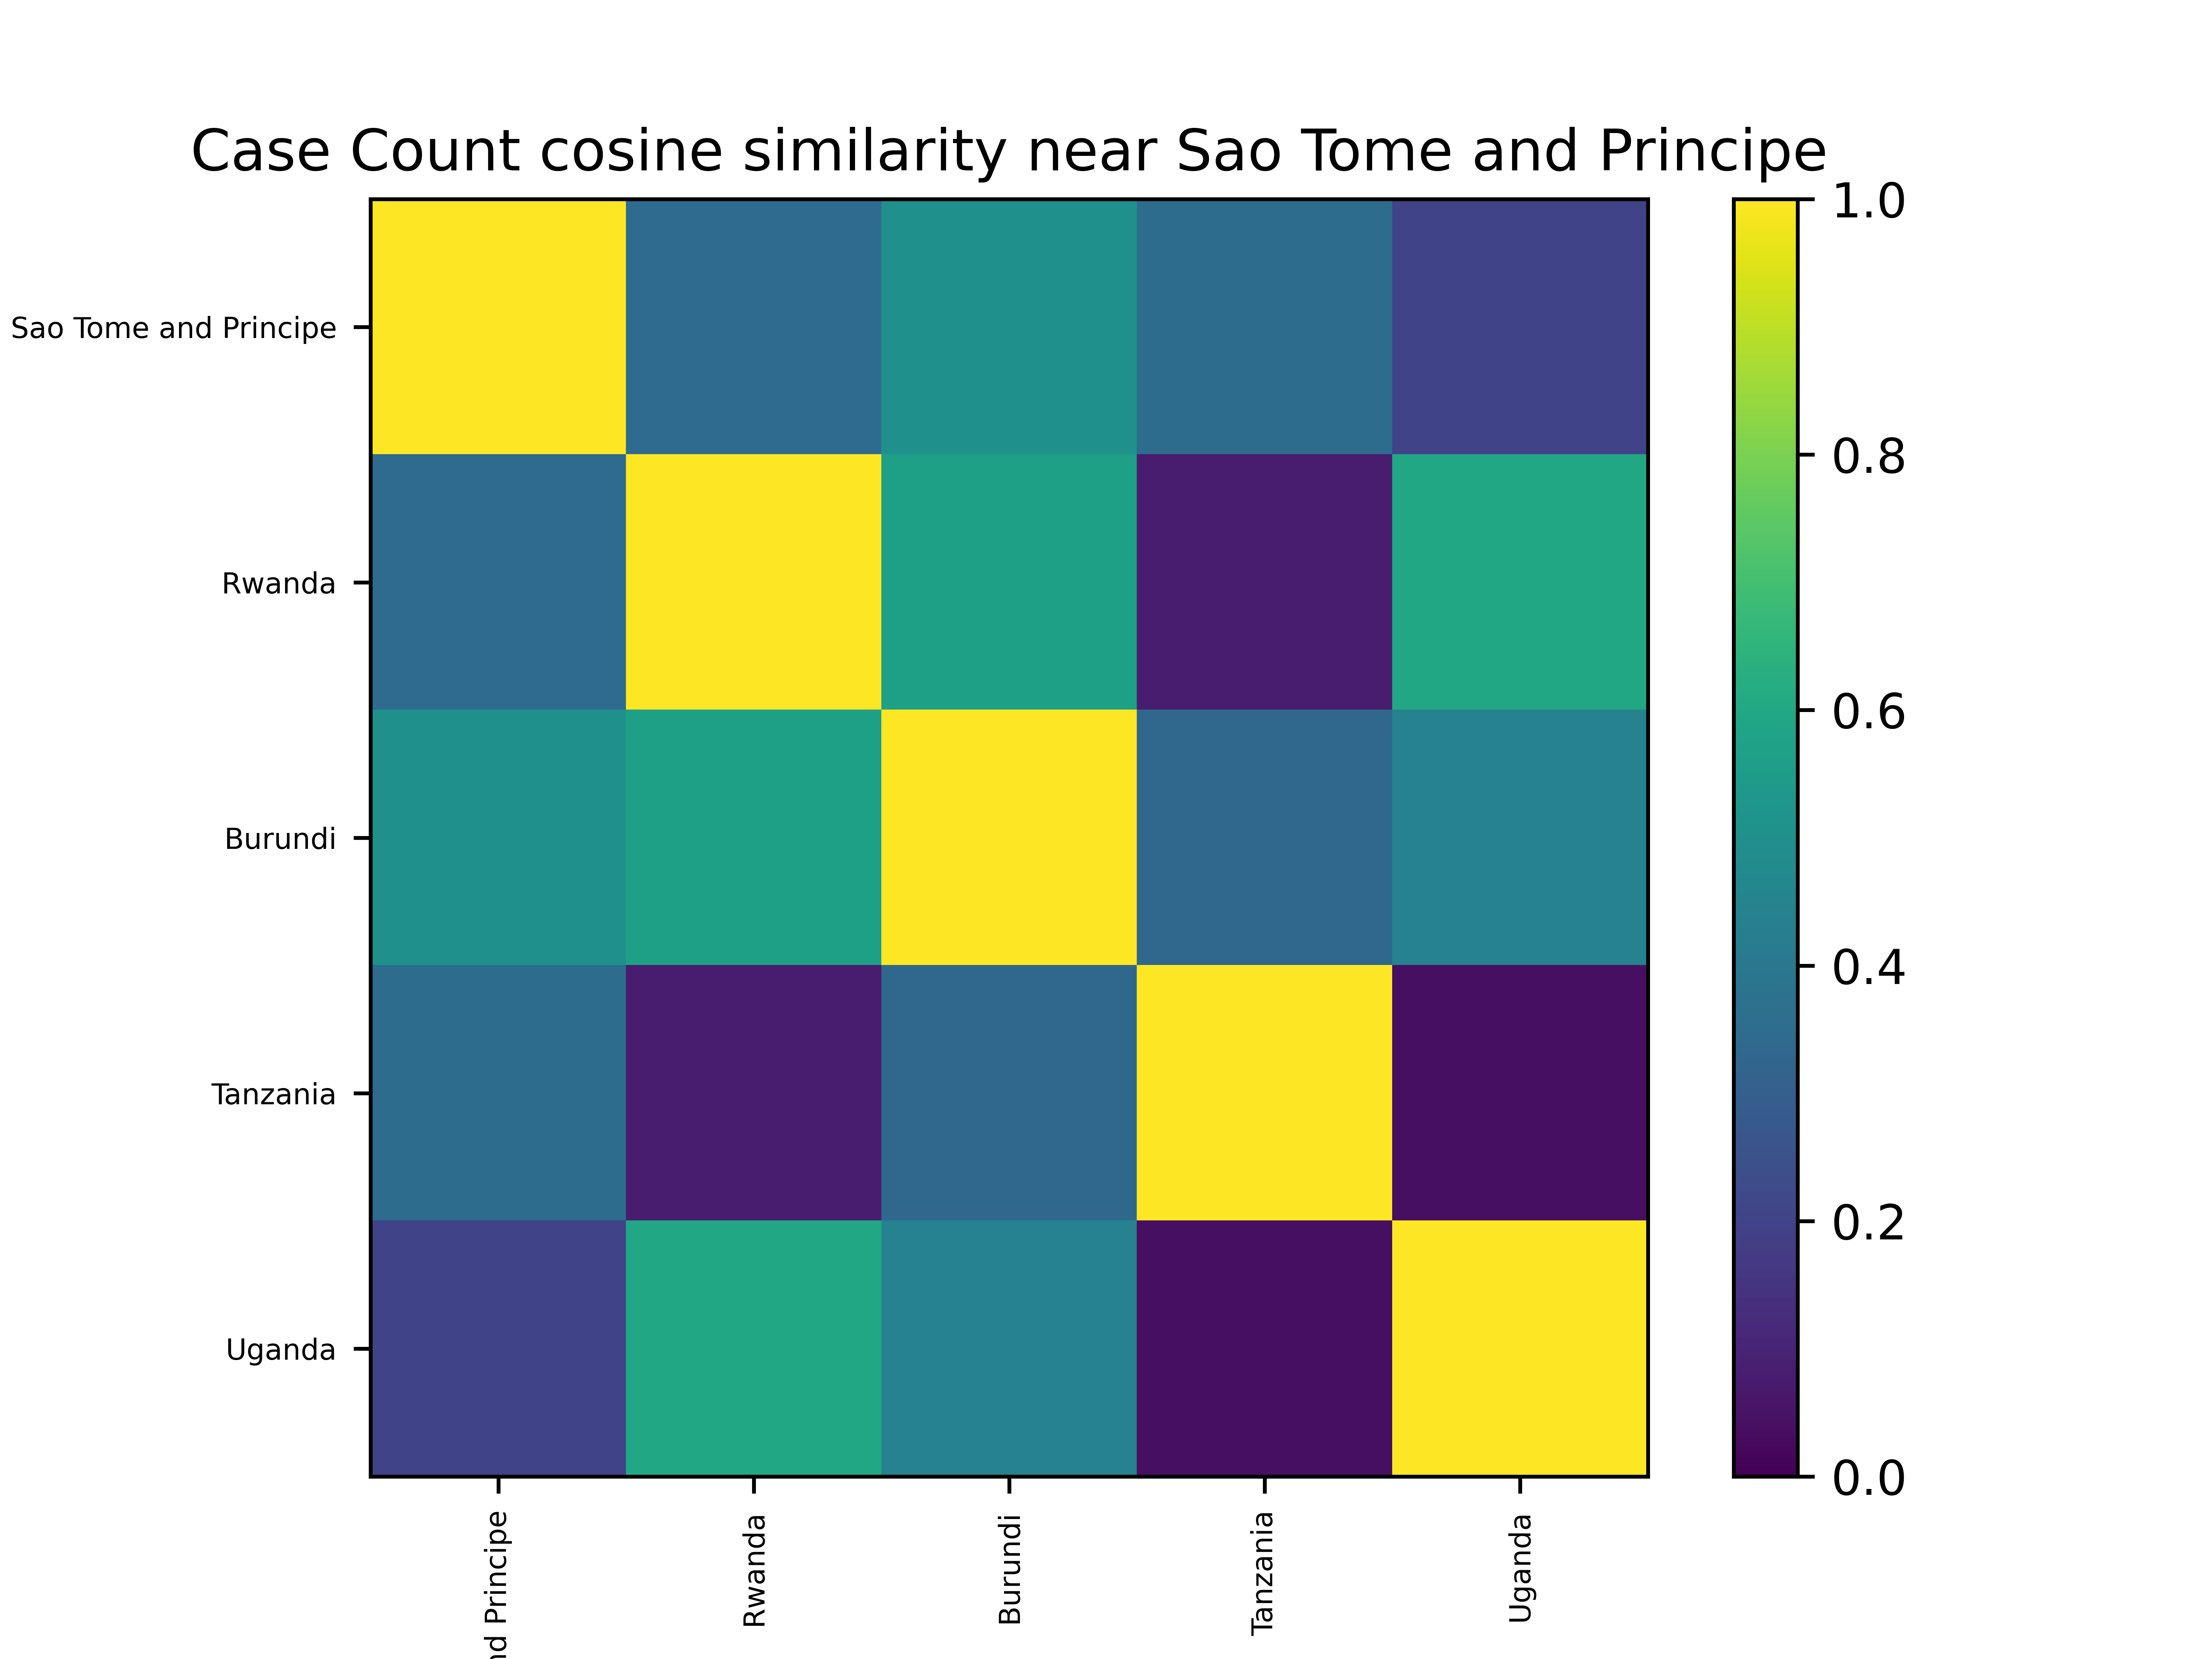 Case Count cosine similarity near Sao Tome and Principe
Sao Tome and Principe
Rwanda
Burundi
Tanzania
Uganda
1.0
0.8
0.6
0.4
0.2
0.0
Principe
Rwanda
Burundi
Tanzania
Uganda